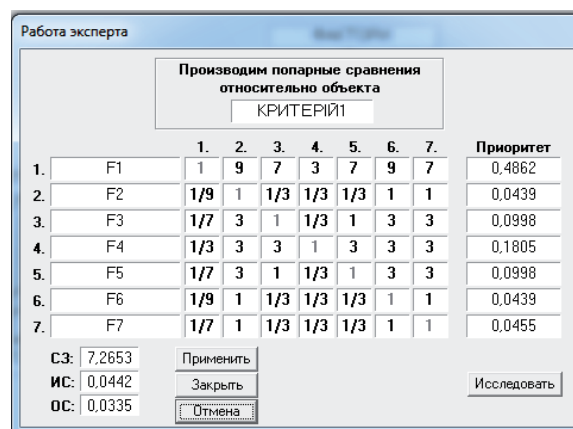 Работа эксперта
Производим попарные сравнения
относительно объекта
КРИТЕРІЙ1
1. 2. 3. 4. 5. 6. 7. Приоритет
1. F1 1 9 7 3 7 9 7 0,4862
2. F2 1/9 1 1/3 1/3 1/3 1 1 0,0439
3. F3 1/7 3 1 1/3 1 3 3 0,0998
4. F4 1/3 3 3 1 3 3 3 0,1805
5. F5 1/7 3 1 1/3 1 3 3 0,0998
6. F6 1/9 1 1/3 1/3 1/3 1 1 0,0439
7. F7 1/7 1 1/3 1/3 1/3 1 1 0,0455
СЗ: 7,2653 Применить
ИС: 0,0442 Закрыть Исследовать
ОС: 0,0335 Отмена